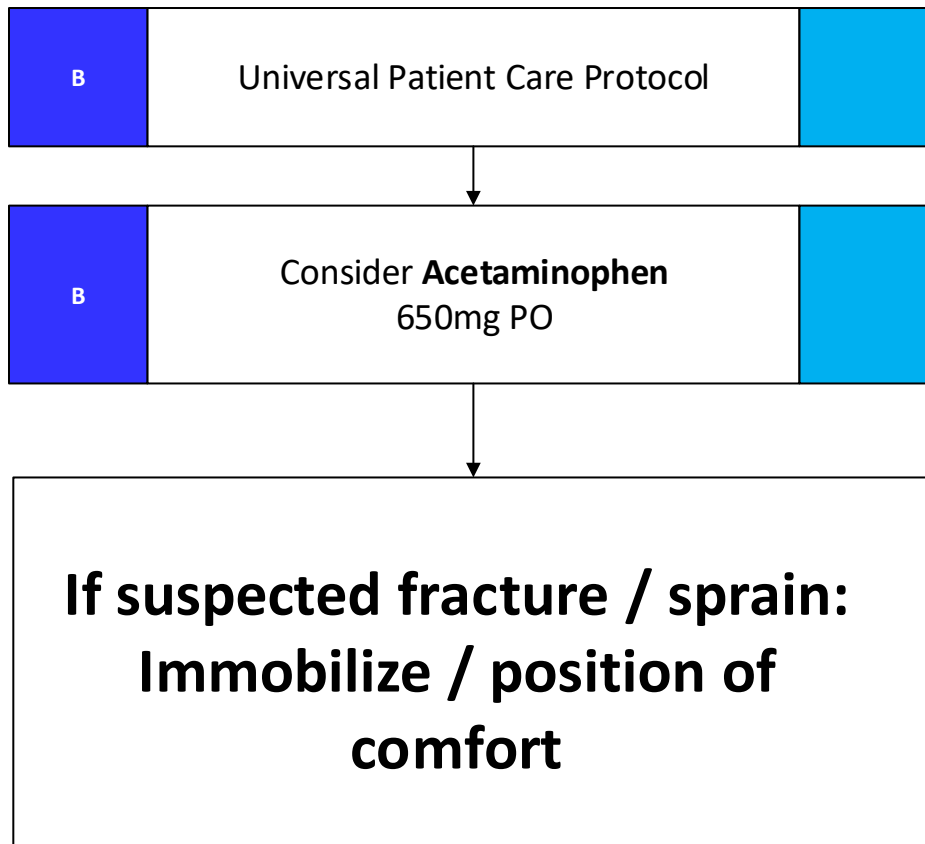 B
Universal Patient Care Protocol
B
Consider Acetaminophen
650mg PO
If suspected fracture / sprain:
Immobilize / position of
comfort